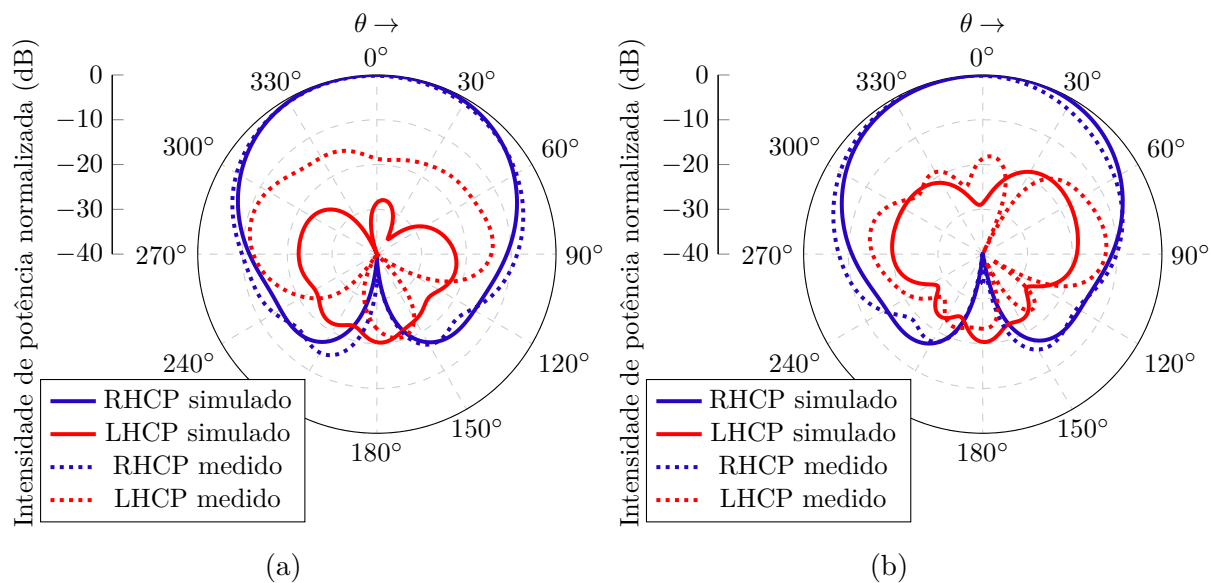 θ →
0°
30°
60°
90°
120°
150°
180°
240°
270°
300°
330°
0
−10
−20
−30
−40
Intensidade de potência normalizada (dB)
RHCP simulado
LHCP simulado
RHCP medido
LHCP medido
(a)
θ →
0°
30°
60°
90°
120°
150°
180°
240°
270°
300°
330°
0
−10
−20
−30
−40
Intensidade de potência normalizada (dB)
RHCP simulado
LHCP simulado
RHCP medido
LHCP medido
(b)